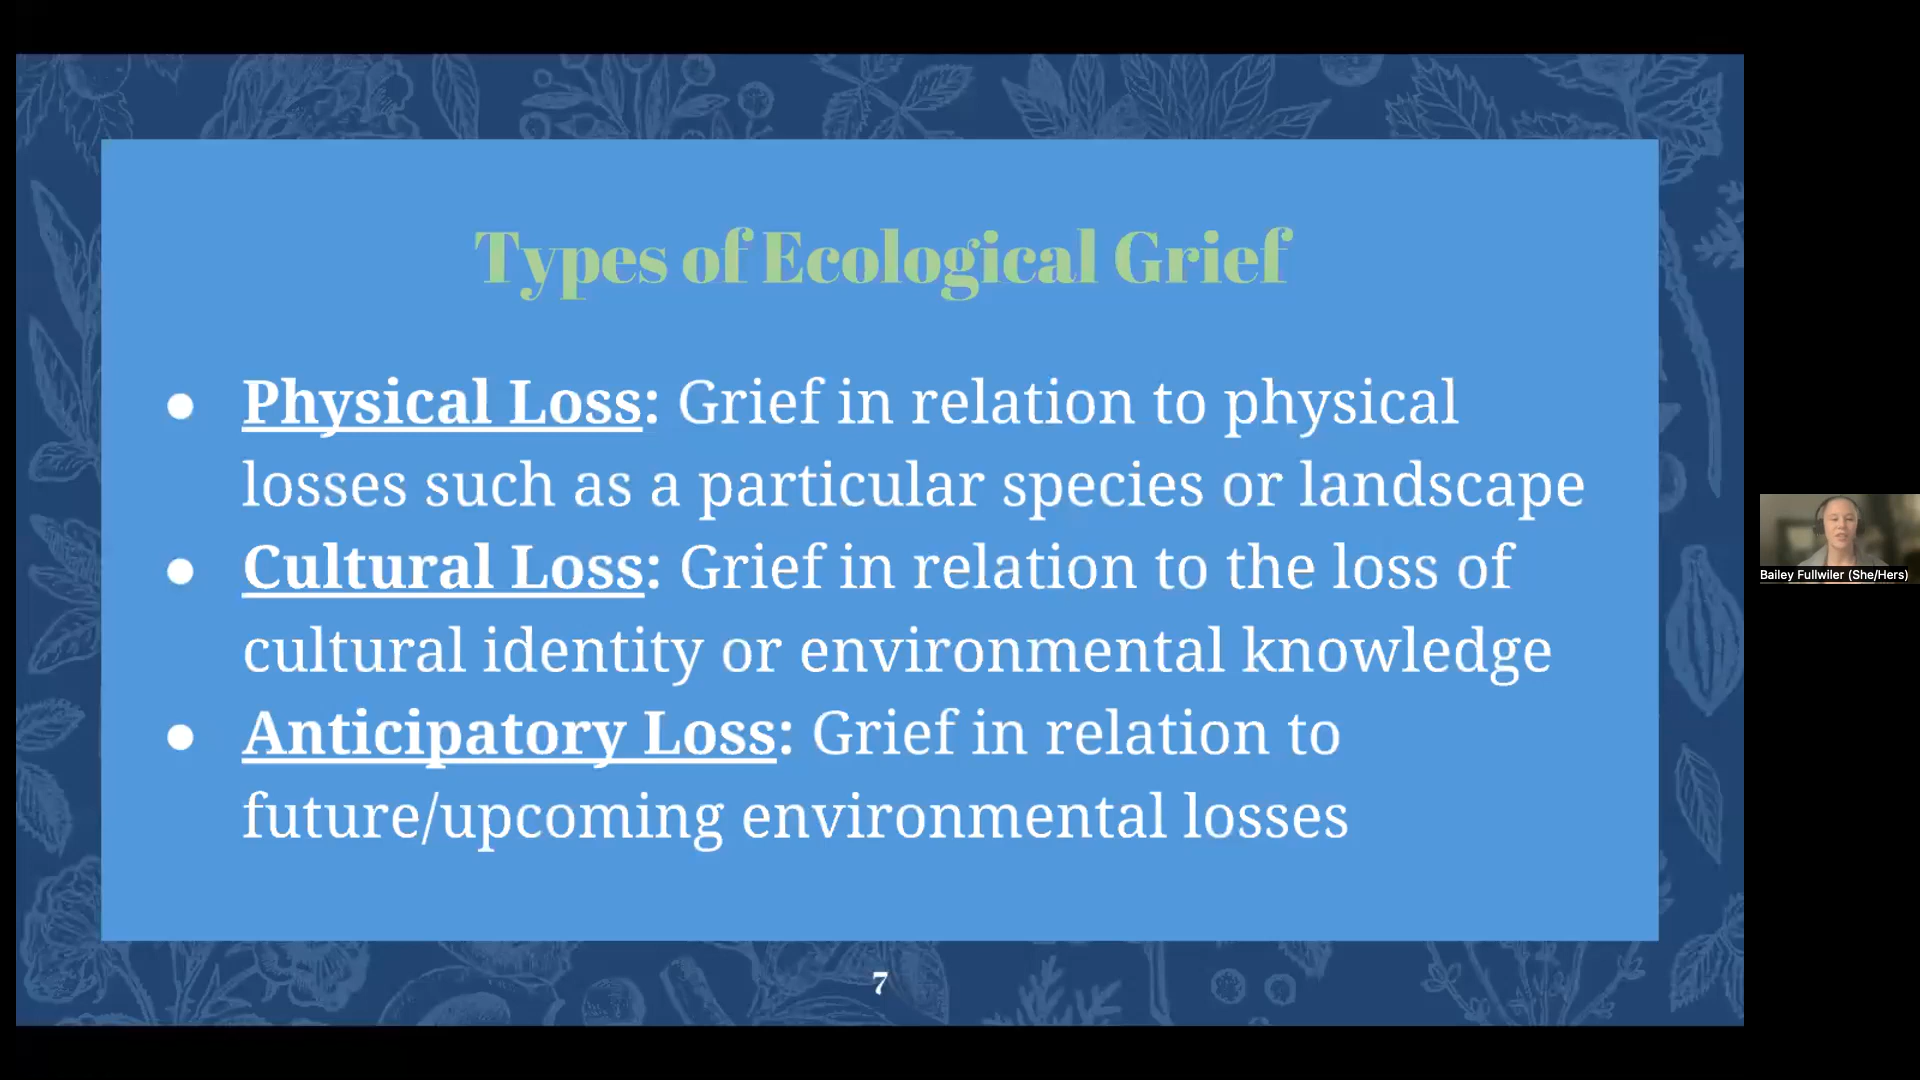 Types of Ecological Grief
● Physical Loss: Grief in relation to physical
losses such as a particular species or landscape
● Cultural Loss: Grief in relation to the loss of
cultural identity or environmental knowledge
● Anticipatory Loss: Grief in relation to
future/upcoming environmental losses
7
Bailey Fullwiler (She/Hers)